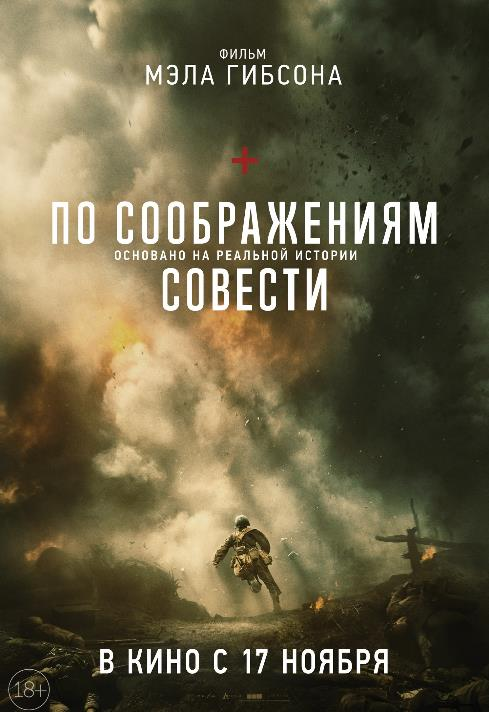 ФИЛЬМ
МЭЛА ГИБСОНА
ПО СООБРАЖЕНИЯМ
ОСНОВАНО НА РЕАЛЬНОЙ ИСТОРИИ
СОВЕСТИ
В КИНО С 17 НОЯБРЯ
18+